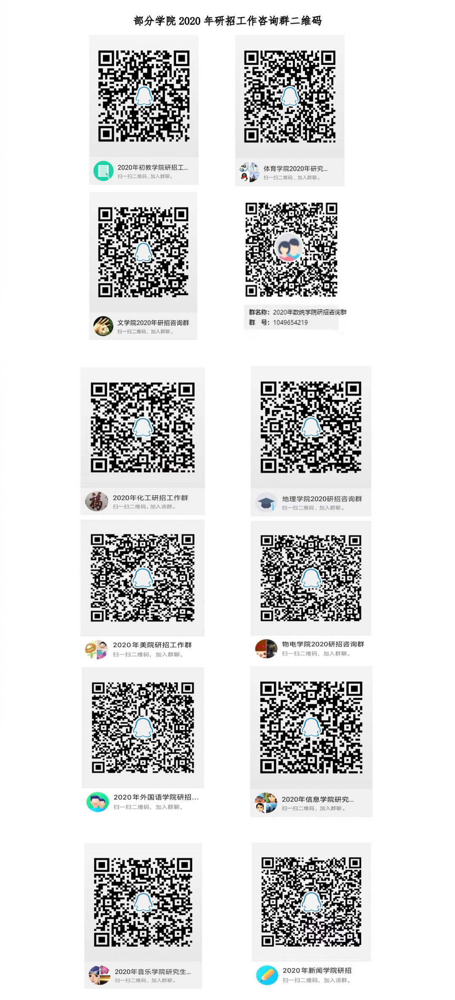 部分学院 2020 年研招工作咨询群二维码
2020年初教学院研招工...
扫一扫二维码，加入群聊。
体育学院2020年研究...
扫一扫二维码，加入群聊。
文学院2020年研招咨询群
扫一扫二维码，加入群聊。
群名称：2020年数统学院研招咨询群
群 号：1049654219
福
2020年化工研招工作群
扫一扫二维码，加入该群。
地理学院2020研招咨询群
扫一扫二维码，加入群聊。
2020年美院研招工作群
扫一扫二维码，加入群聊。
物电学院2020研招咨询群
扫一扫二维码，加入群聊。
2020年外国语学院研招...
扫一扫二维码，加入群聊。
2020年信息学院研究...
扫一扫二维码，加入群聊。
2020年音乐学院研究生...
扫一扫二维码，加入群聊。
2020年新闻学院研招
扫一扫二维码，加入该群。